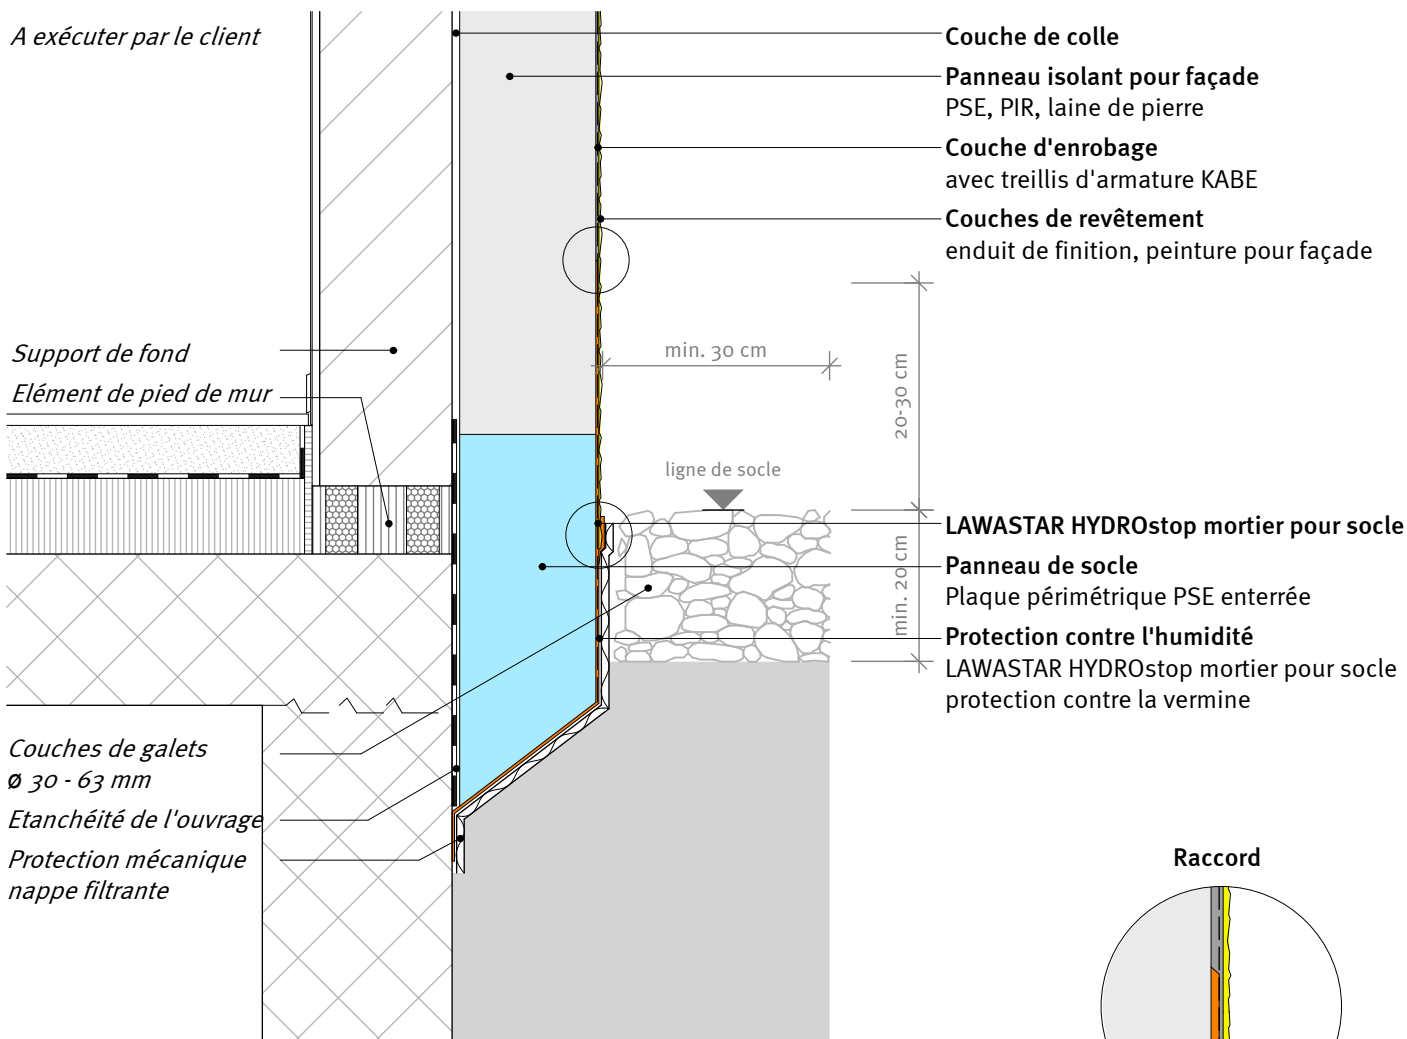 A exécuter par le client
Couche de colle
Panneau isolant pour façade
PSE, PIR, laine de pierre
Couche d'enrobage
avec treillis d'armature KABE
Couches de revêtement
enduit de finition, peinture pour façade
Support de fond
Elément de pied de mur
min. 30 cm
20-30 cm
ligne de socle
min. 20 cm
LAWASTAR HYDROstop mortier pour socle
Panneau de socle
Plaque périmétrique PSE enterrée
Protection contre l'humidité
LAWASTAR HYDROstop mortier pour socle
protection contre la vermine
Couches de galets
ø 30 - 63 mm
Etanchéité de l'ouvrage
Protection mécanique
nappe filtrante
Raccord